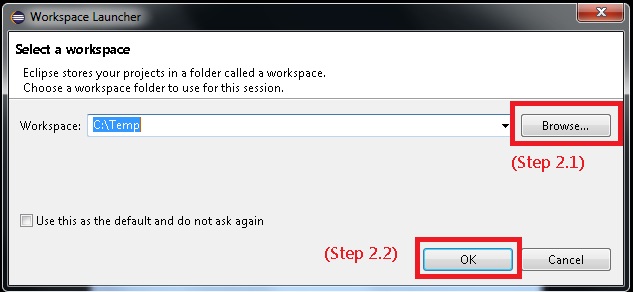 Workspace Launcher
Select a workspace
Eclipse stores your projects in a folder called a workspace.
Choose a workspace folder to use for this session.
Workspace: C:\Temp Browse...
(Step 2.1)
Use this as the default and do not ask again
(Step 2.2) OK Cancel